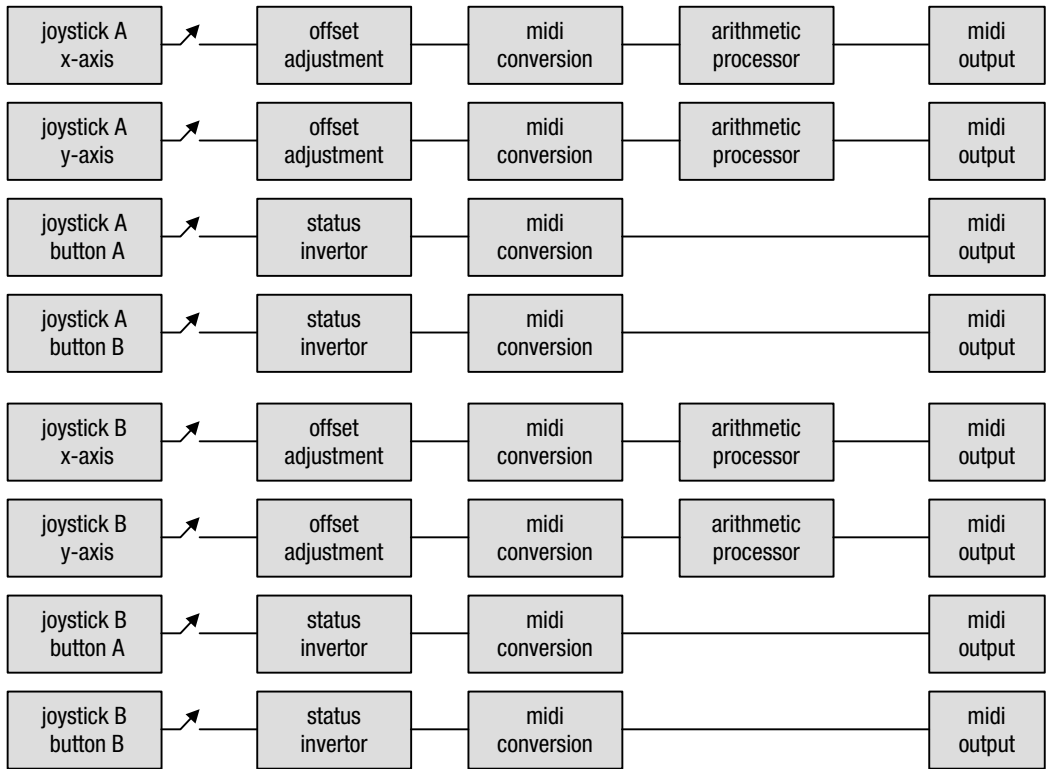 joystick A
x-axis
offset
adjustment
midi
conversion
arithmetic
processor
midi
output
joystick A
y-axis
offset
adjustment
midi
conversion
arithmetic
processor
midi
output
joystick A
button A
status
invertor
midi
conversion
midi
output
joystick A
button B
status
invertor
midi
conversion
midi
output
joystick B
x-axis
offset
adjustment
midi
conversion
arithmetic
processor
midi
output
joystick B
y-axis
offset
adjustment
midi
conversion
arithmetic
processor
midi
output
joystick B
button A
status
invertor
midi
conversion
midi
output
joystick B
button B
status
invertor
midi
conversion
midi
output